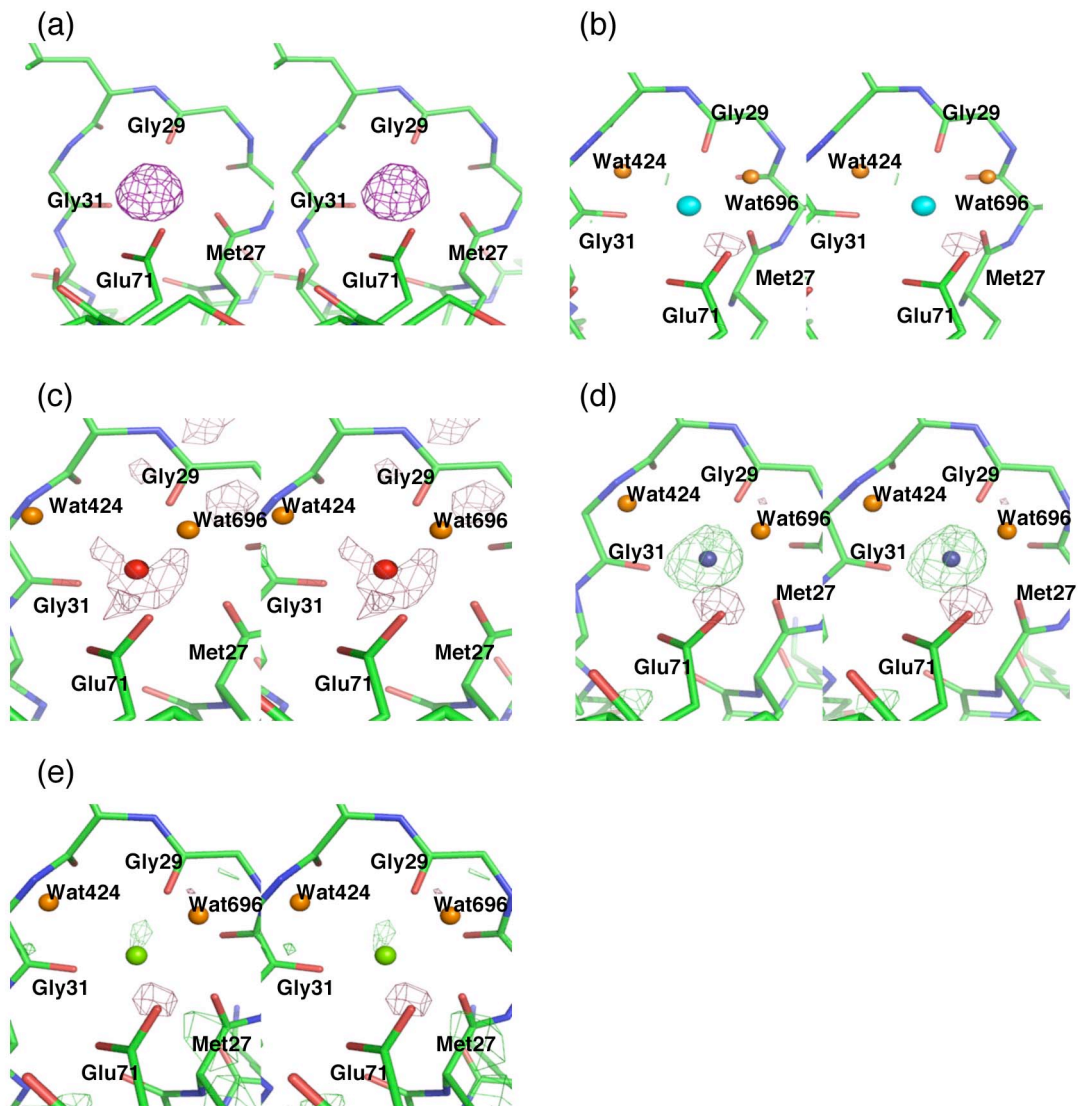 (a)
Gly29 Gly29
Gly31 Gly31
Met27 Met27
Glu71 Glu71
(b)
Gly29 Gly29
Wat424 Wat424
Wat696 Wat696
Gly31 Gly31
Met27 Met27
Glu71 Glu71
(c)
Gly29 Gly29
Wat424 Wat424
Wat696 Wat696
Gly31 Gly31
Met27 Met27
Glu71 Glu71
(d)
Gly29 Gly29
Wat424 Wat424
Wat696 Wat696
Gly31 Gly31
Met27 Met27
Glu71 Glu71
(e)
Gly29 Gly29
Wat424 Wat424
Wat696 Wat696
Gly31 Gly31
Met27 Met27
Glu71 Glu71